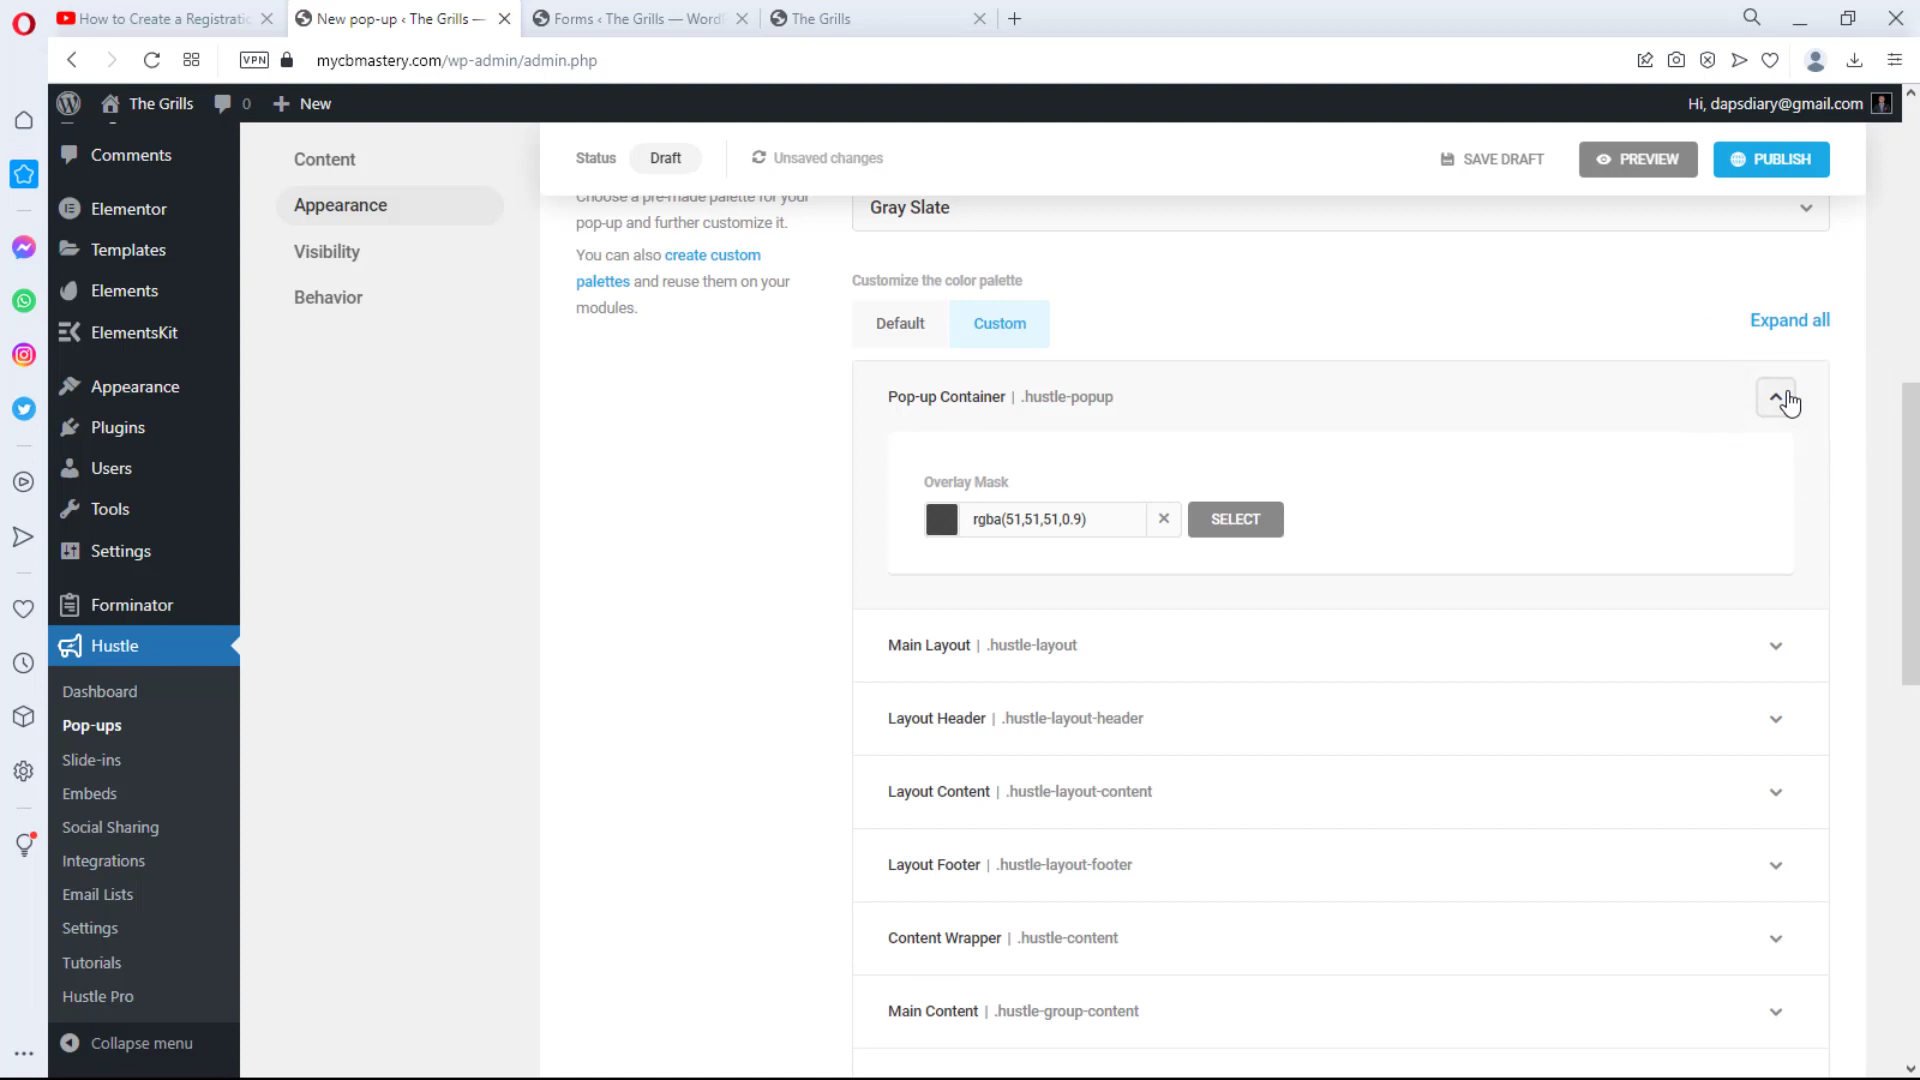 How to Create a Registratic
New pop-up ‹ The Grills —
Forms ‹ The Grills — Word
The Grills
VPN
mycbmastery.com/wp-admin/admin.php
The Grills
0
New
Hi, dapsdiary@gmail.com
Comments
Elementor
Templates
Elements
ElementsKit
Appearance
Plugins
Users
Tools
Settings
Forminator
Hustle
Dashboard
Pop-ups
Slide-ins
Embeds
Social Sharing
Integrations
Email Lists
Settings
Tutorials
Hustle Pro
Collapse menu
Content
Appearance
Visibility
Behavior
Status
Draft
Unsaved changes
SAVE DRAFT
PREVIEW
PUBLISH
Choose a pre-made palette for your
pop-up and further customize it.
You can also create custom
palettes and reuse them on your
modules.
Gray Slate
Customize the color palette
Default
Custom
Expand all
Pop-up Container | .hustle-popup
Overlay Mask
rgba(51,51,51,0.9)
SELECT
Main Layout | .hustle-layout
Layout Header | .hustle-layout-header
Layout Content | .hustle-layout-content
Layout Footer | .hustle-layout-footer
Content Wrapper | .hustle-content
Main Content | .hustle-group-content